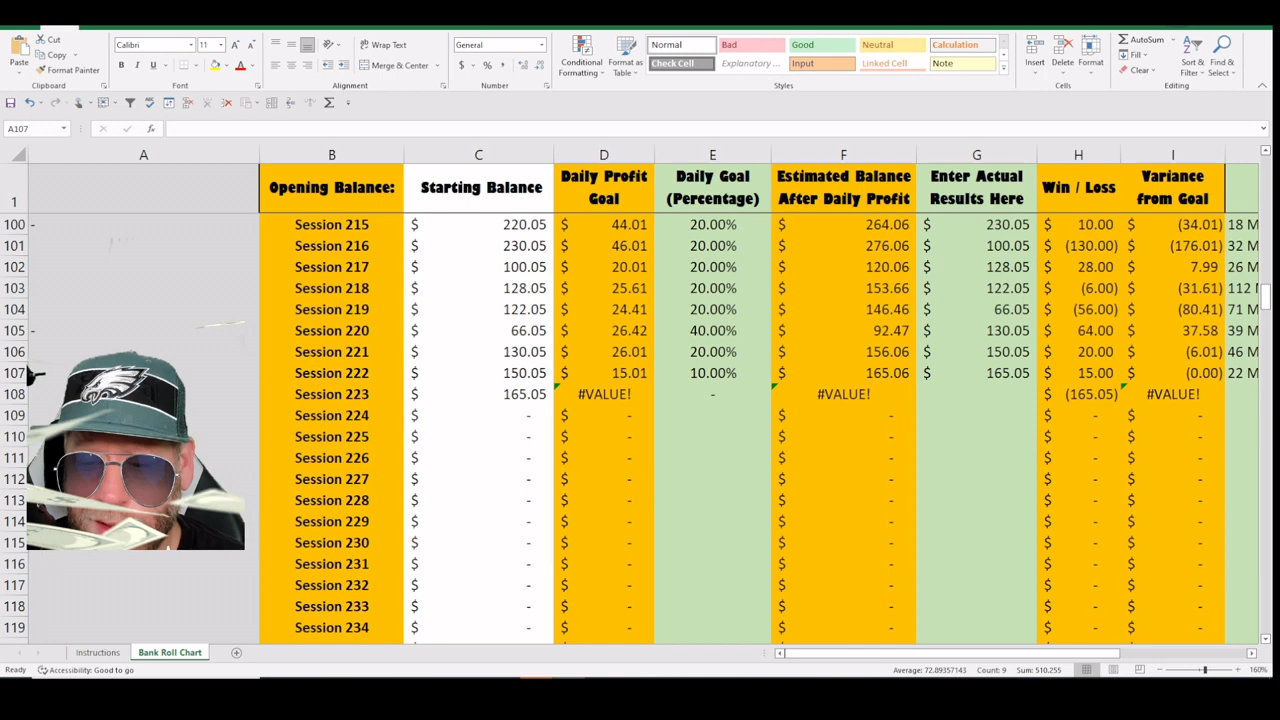 Cut
Copy
Format Painter
Paste
Clipboard
Calibri 11 A A
B I U A
Font
Wrap Text
Merge & Center
Alignment
General
$ % ,
Number
Conditional Formatting
Format as Table
Normal Bad Good Neutral Calculation
Check Cell Explanatory ... Input Linked Cell Note
Styles
Insert Delete Format
Cells
AutoSum
Fill
Clear
Sort & Filter
Find & Select
Editing
A107 fx
A B C D E F G H I
1 Opening Balance: Starting Balance Daily Profit Goal Daily Goal (Percentage) Estimated Balance After Daily Profit Enter Actual Results Here Win / Loss Variance from Goal
100 - Session 215 $ 220.05 $ 44.01 20.00% $ 264.06 $ 230.05 $ 10.00 $ (34.01) 18 M
101 Session 216 $ 230.05 $ 46.01 20.00% $ 276.06 $ 100.05 $ (130.00) $ (176.01) 32 M
102 Session 217 $ 100.05 $ 20.01 20.00% $ 120.06 $ 128.05 $ 28.00 $ 7.99 26 M
103 Session 218 $ 128.05 $ 25.61 20.00% $ 153.66 $ 122.05 $ (6.00) $ (31.61) 112 M
104 Session 219 $ 122.05 $ 24.41 20.00% $ 146.46 $ 66.05 $ (56.00) $ (80.41) 71 M
105 - Session 220 $ 66.05 $ 26.42 40.00% $ 92.47 $ 130.05 $ 64.00 $ 37.58 39 M
106 Session 221 $ 130.05 $ 26.01 20.00% $ 156.06 $ 150.05 $ 20.00 $ (6.01) 46 M
107 Session 222 $ 150.05 $ 15.01 10.00% $ 165.06 $ 165.05 $ 15.00 $ (0.00) 22 M
108 Session 223 $ 165.05 #VALUE! - #VALUE! $ (165.05) #VALUE!
109 Session 224 $ - $ - $ - $ - $ -
110 Session 225 $ - $ - $ - $ - $ -
111 Session 226 $ - $ - $ - $ - $ -
112 Session 227 $ - $ - $ - $ - $ -
113 Session 228 $ - $ - $ - $ - $ -
114 Session 229 $ - $ - $ - $ - $ -
115 Session 230 $ - $ - $ - $ - $ -
116 Session 231 $ - $ - $ - $ - $ -
117 Session 232 $ - $ - $ - $ - $ -
118 Session 233 $ - $ - $ - $ - $ -
119 Session 234 $ - $ - $ - $ - $ -
Instructions Bank Roll Chart
Ready Accessibility: Good to go Average: 72.89357143 Count: 9 Sum: 510.255 160%